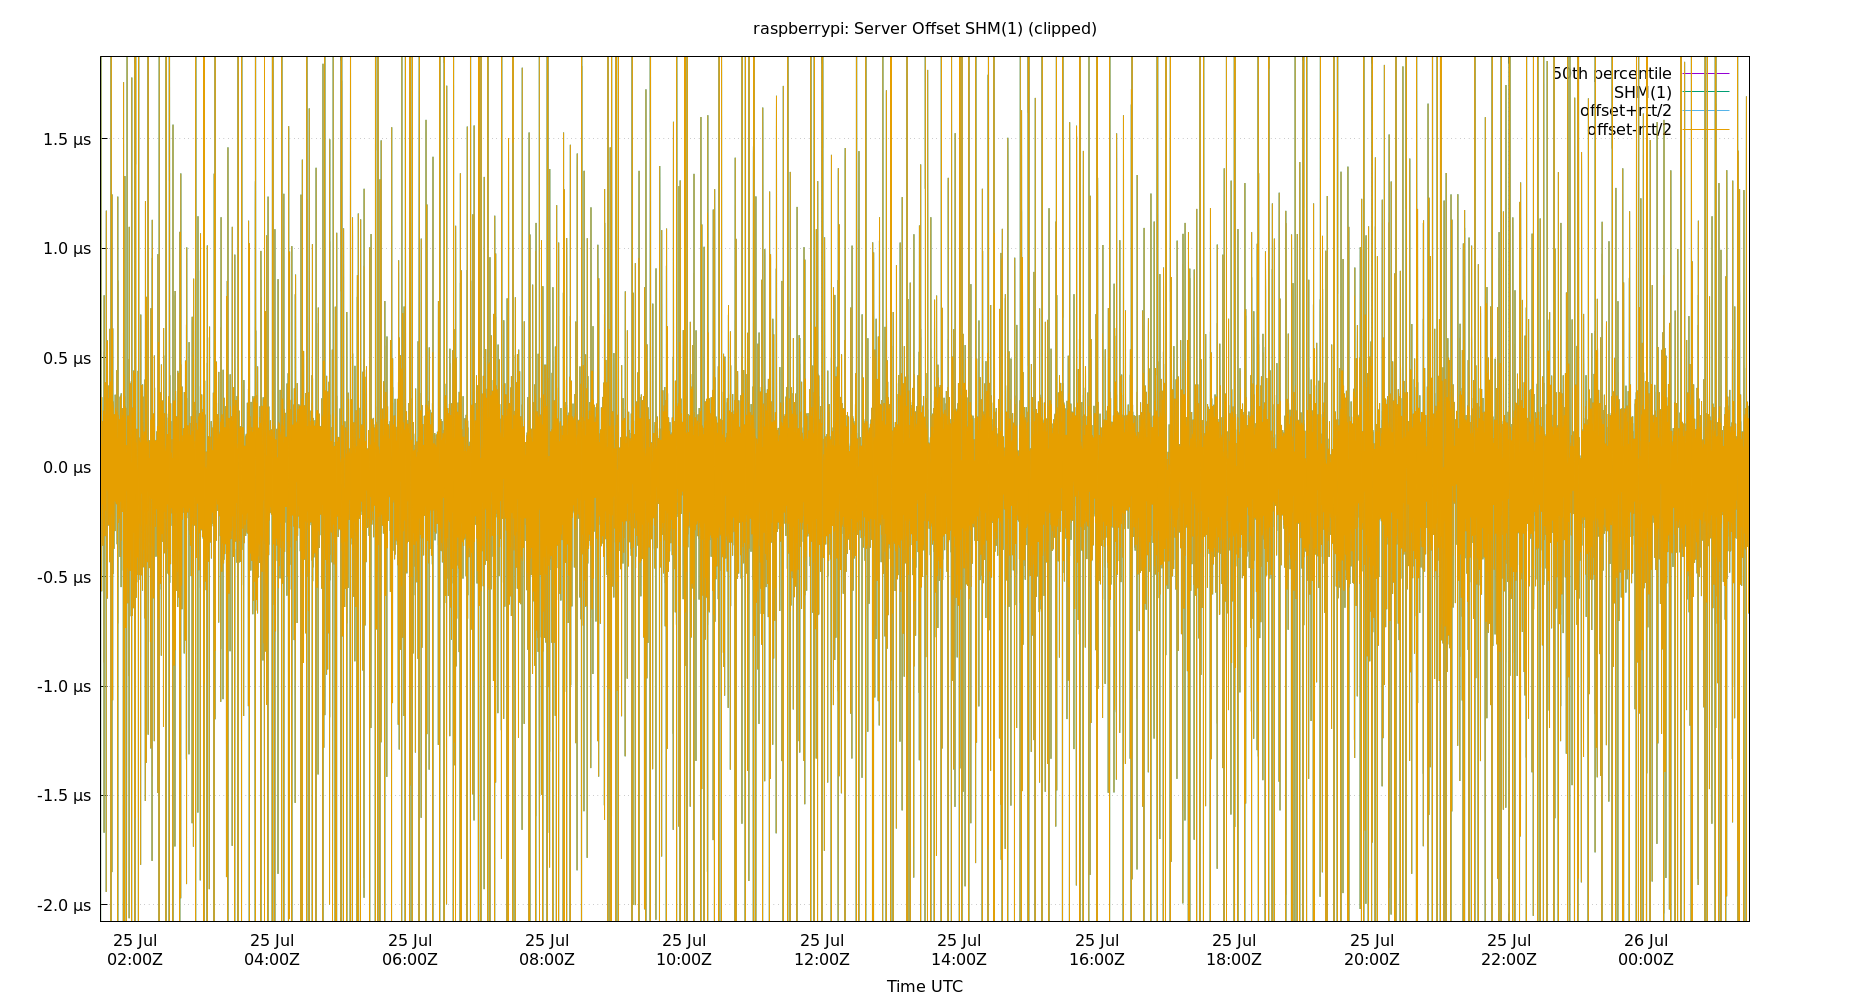 raspberrypi: Server Offset SHM(1) (clipped)
50th percentile
SHM(1)
offset+rtt/2
offset-rtt/2
1.5 µs
1.0 µs
0.5 µs
0.0 µs
-0.5 µs
-1.0 µs
-1.5 µs
-2.0 µs
25 Jul 25 Jul 25 Jul 25 Jul 25 Jul 25 Jul 25 Jul 25 Jul 25 Jul 25 Jul 25 Jul 26 Jul
02:00Z 04:00Z 06:00Z 08:00Z 10:00Z 12:00Z 14:00Z 16:00Z 18:00Z 20:00Z 22:00Z 00:00Z
Time UTC